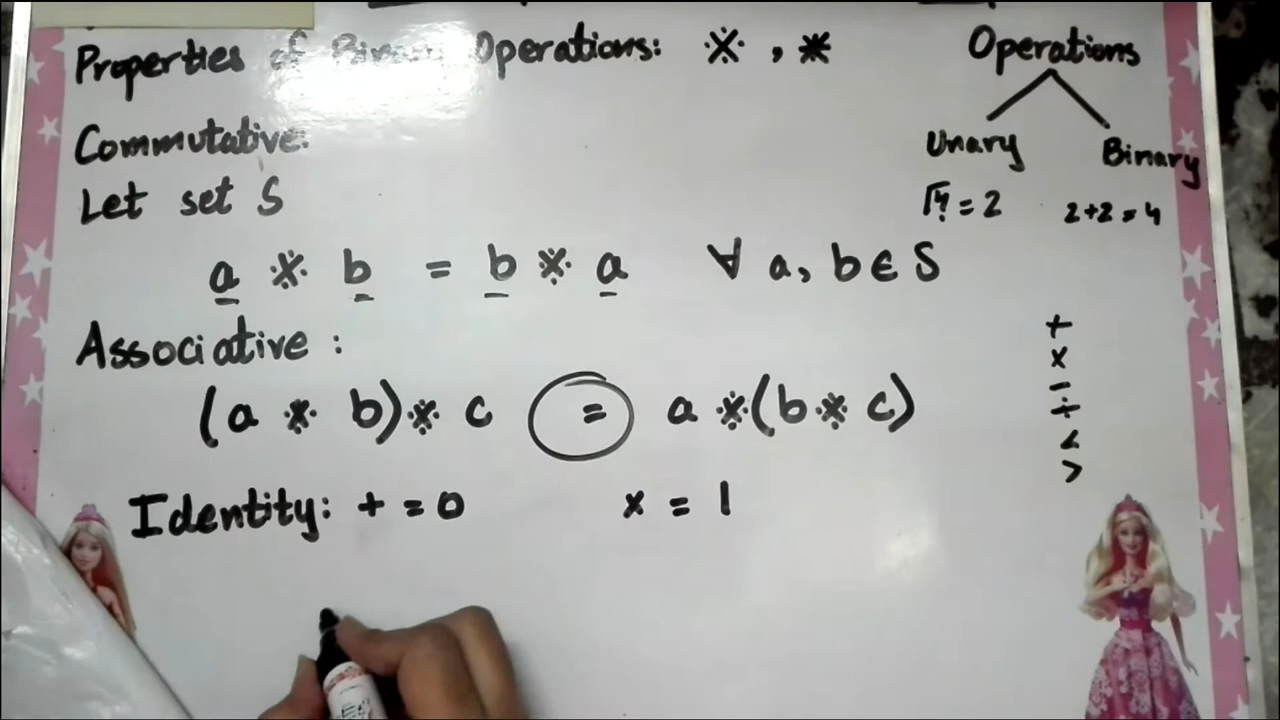 Properties of Binary Operations: ※ , *
Commutative:
Let set S
a ※ b = b ※ a ∀ a, b ∈ S
Associative :
(a ※ b) ※ c = a ※ (b ※ c)
Identity: + = 0 x = 1
Operations
Unary Binary
√4 = 2 2+2=4
+
x
-
÷
<
>